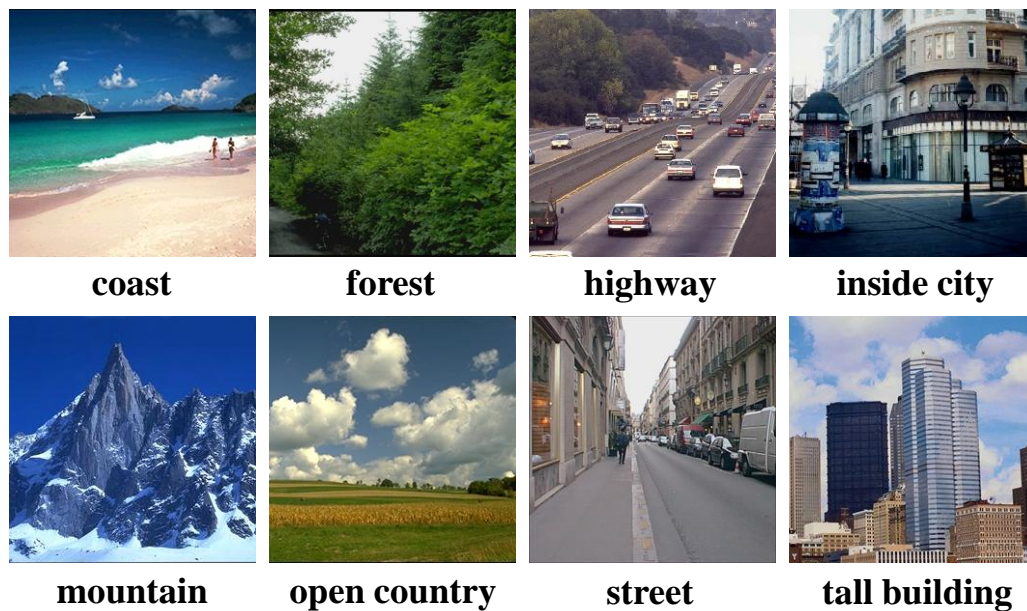 coast
forest
highway
inside city
mountain
open country
street
tall building